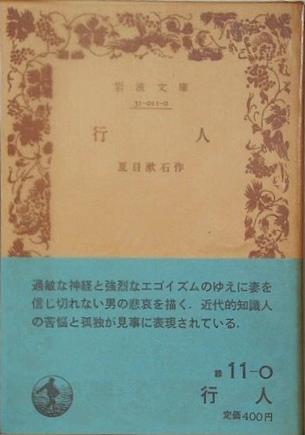 岩波文庫
31-011-0
行人
夏目漱石作
過敏な神経と強烈なエゴイズムのゆえに妻を
信じ切れない男の悲哀を描く．近代的知識人
の苦悩と孤独が見事に表現されている．
緑 11-0
行人
定価400円